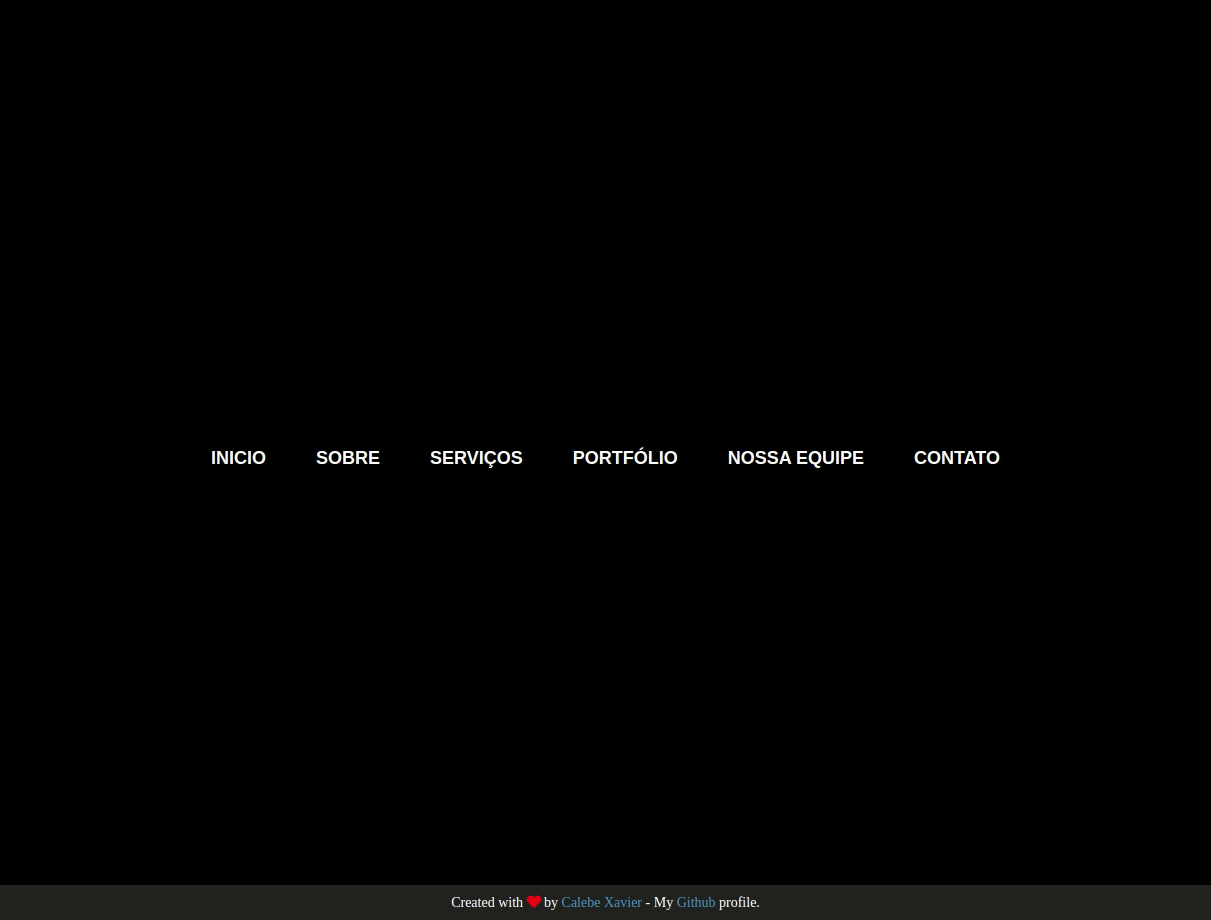 INICIO SOBRE SERVIÇOS PORTFÓLIO NOSSA EQUIPE CONTATO
Created with ❤ by Calebe Xavier - My Github profile.